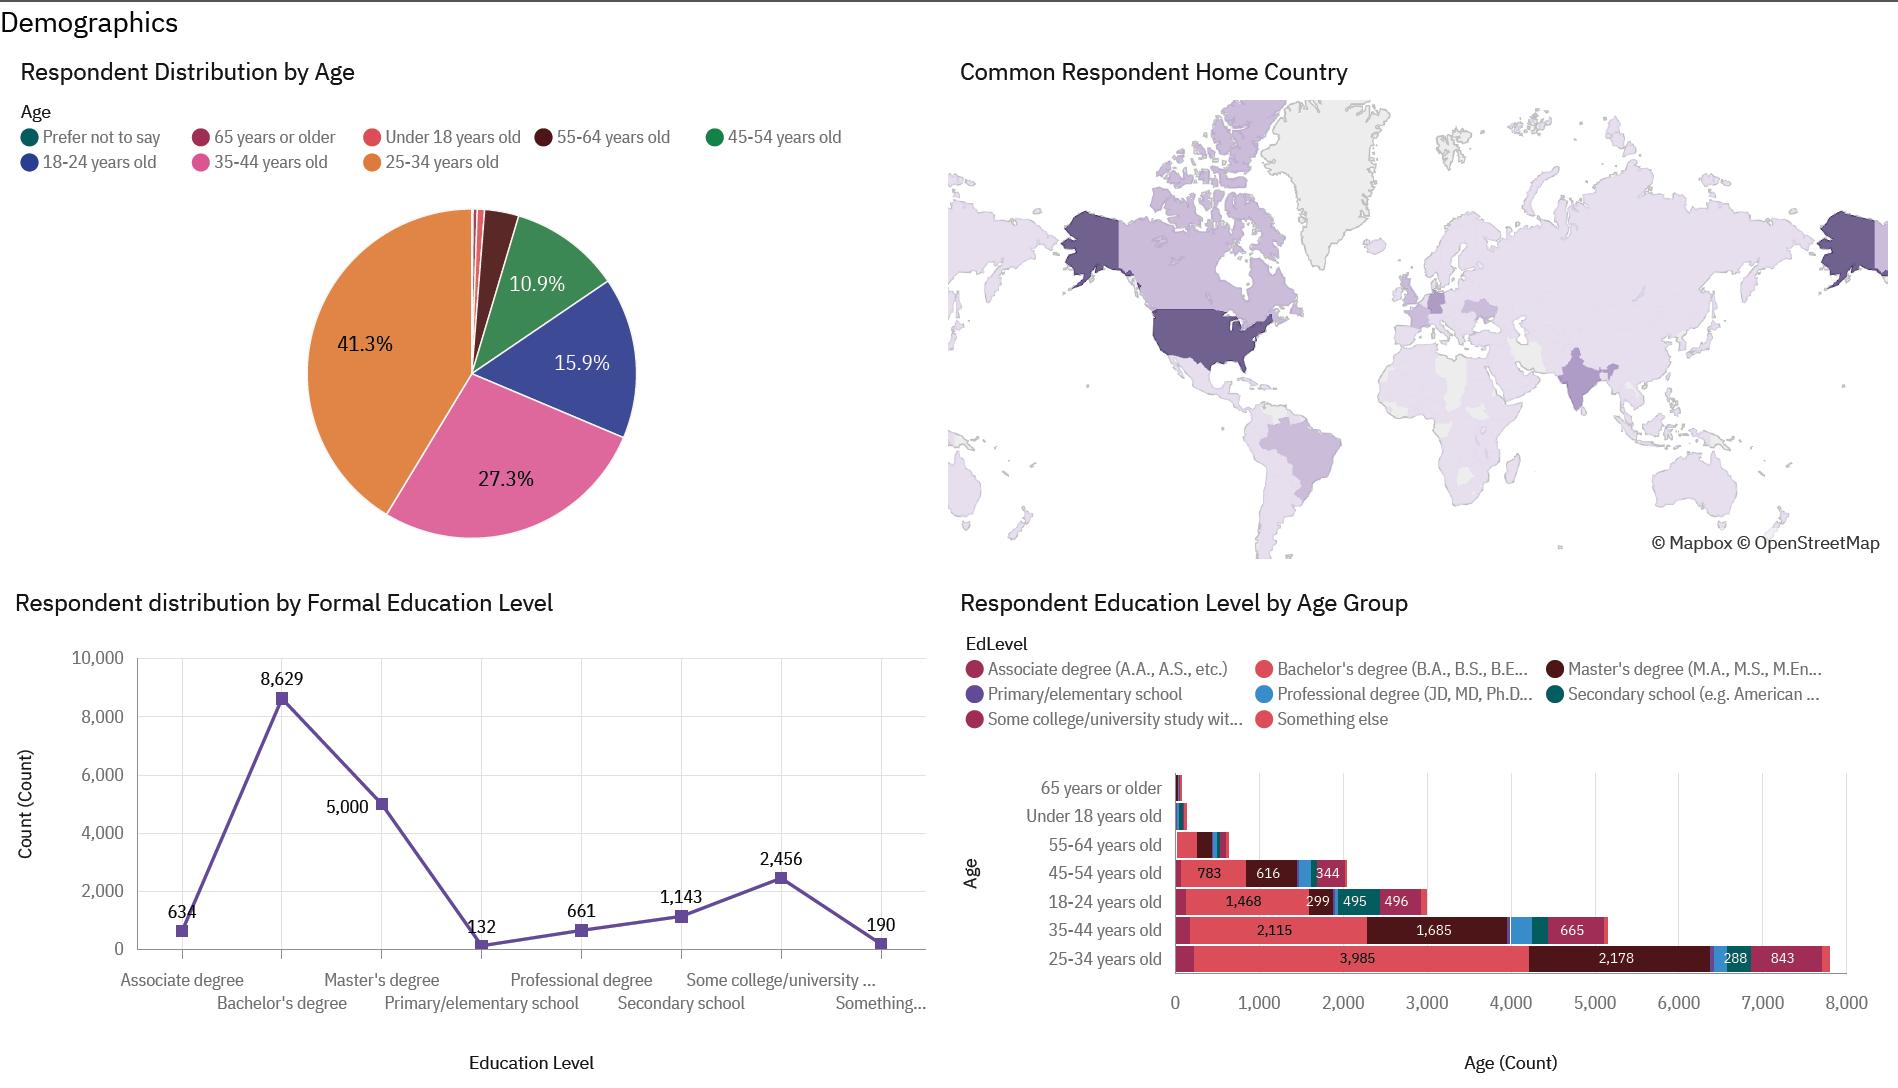 Demographics
Respondent Distribution by Age
Age
Prefer not to say
65 years or older
Under 18 years old
55-64 years old
45-54 years old
18-24 years old
35-44 years old
25-34 years old
10.9%
41.3%
15.9%
27.3%
Common Respondent Home Country
© Mapbox © OpenStreetMap
Respondent distribution by Formal Education Level
Count (Count)
10,000
8,000
6,000
4,000
2,000
0
634
8,629
5,000
132
661
1,143
2,456
190
Associate degree
Bachelor's degree
Master's degree
Primary/elementary school
Professional degree
Secondary school
Some college/university ...
Something...
Education Level
Respondent Education Level by Age Group
EdLevel
Associate degree (A.A., A.S., etc.)
Bachelor's degree (B.A., B.S., B.E...
Master's degree (M.A., M.S., M.En...
Primary/elementary school
Professional degree (JD, MD, Ph.D...
Secondary school (e.g. American ...
Some college/university study wit...
Something else
Age
65 years or older
Under 18 years old
55-64 years old
45-54 years old 783 616 344
18-24 years old 1,468 299 495 496
35-44 years old 2,115 1,685 665
25-34 years old 3,985 2,178 288 843
0 1,000 2,000 3,000 4,000 5,000 6,000 7,000 8,000
Age (Count)